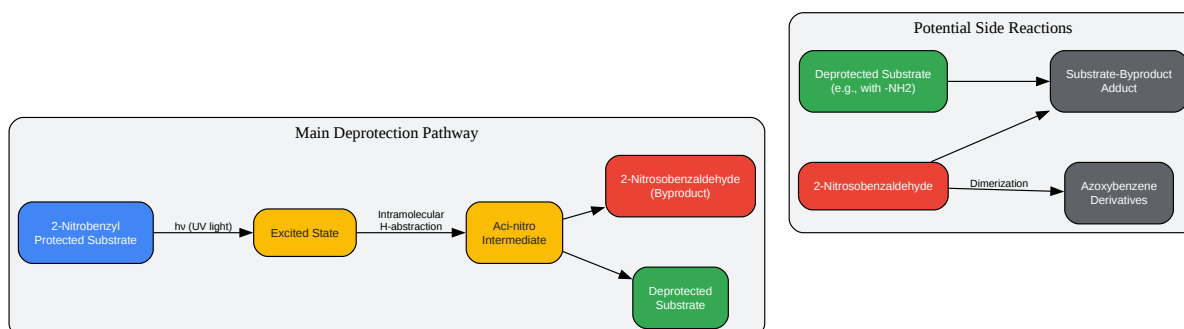 Main Deprotection Pathway
2-Nitrobenzyl
Protected Substrate
hν (UV light)
Excited State
Intramolecular
H-abstraction
Aci-nitro
Intermediate
2-Nitrosobenzaldehyde
(Byproduct)
Deprotected
Substrate
Potential Side Reactions
Deprotected Substrate
(e.g., with -NH2)
Substrate-Byproduct
Adduct
2-Nitrosobenzaldehyde
Dimerization
Azoxybenzene
Derivatives